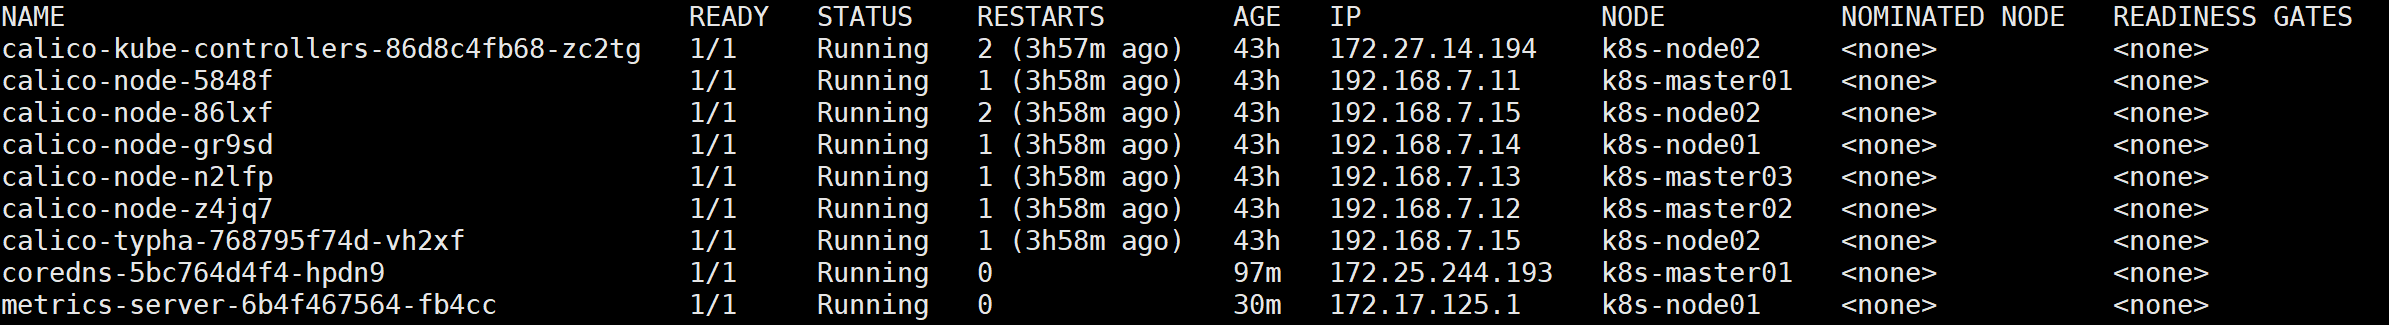 NAME                                       READY   STATUS    RESTARTS        AGE   IP               NODE           NOMINATED NODE   READINESS GATES
calico-kube-controllers-86d8c4fb68-zc2tg   1/1     Running   2 (3h57m ago)   43h   172.27.14.194    k8s-node02     <none>           <none>
calico-node-5848f                          1/1     Running   1 (3h58m ago)   43h   192.168.7.11     k8s-master01   <none>           <none>
calico-node-86lxf                          1/1     Running   2 (3h58m ago)   43h   192.168.7.15     k8s-node02     <none>           <none>
calico-node-gr9sd                          1/1     Running   1 (3h58m ago)   43h   192.168.7.14     k8s-node01     <none>           <none>
calico-node-n2lfp                          1/1     Running   1 (3h58m ago)   43h   192.168.7.13     k8s-master03   <none>           <none>
calico-node-z4jq7                          1/1     Running   1 (3h58m ago)   43h   192.168.7.12     k8s-master02   <none>           <none>
calico-typha-768795f74d-vh2xf              1/1     Running   1 (3h58m ago)   43h   192.168.7.15     k8s-node02     <none>           <none>
coredns-5bc764d4f4-hpdn9                   1/1     Running   0               97m   172.25.244.193   k8s-master01   <none>           <none>
metrics-server-6b4f467564-fb4cc            1/1     Running   0               30m   172.17.125.1     k8s-node01     <none>           <none>